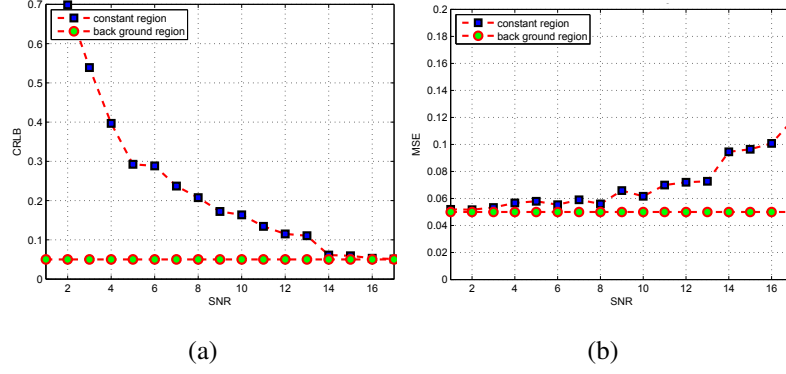 0.7
0.6
0.5
0.4
0.3
0.2
0.1
0
CRLB
constant region
back ground region
2 4 6 8 10 12 14 16
SNR
(a)
0.2
0.18
0.16
0.14
0.12
0.1
0.08
0.06
0.04
0.02
0
MSE
constant region
back ground region
2 4 6 8 10 12 14 16
SNR
(b)